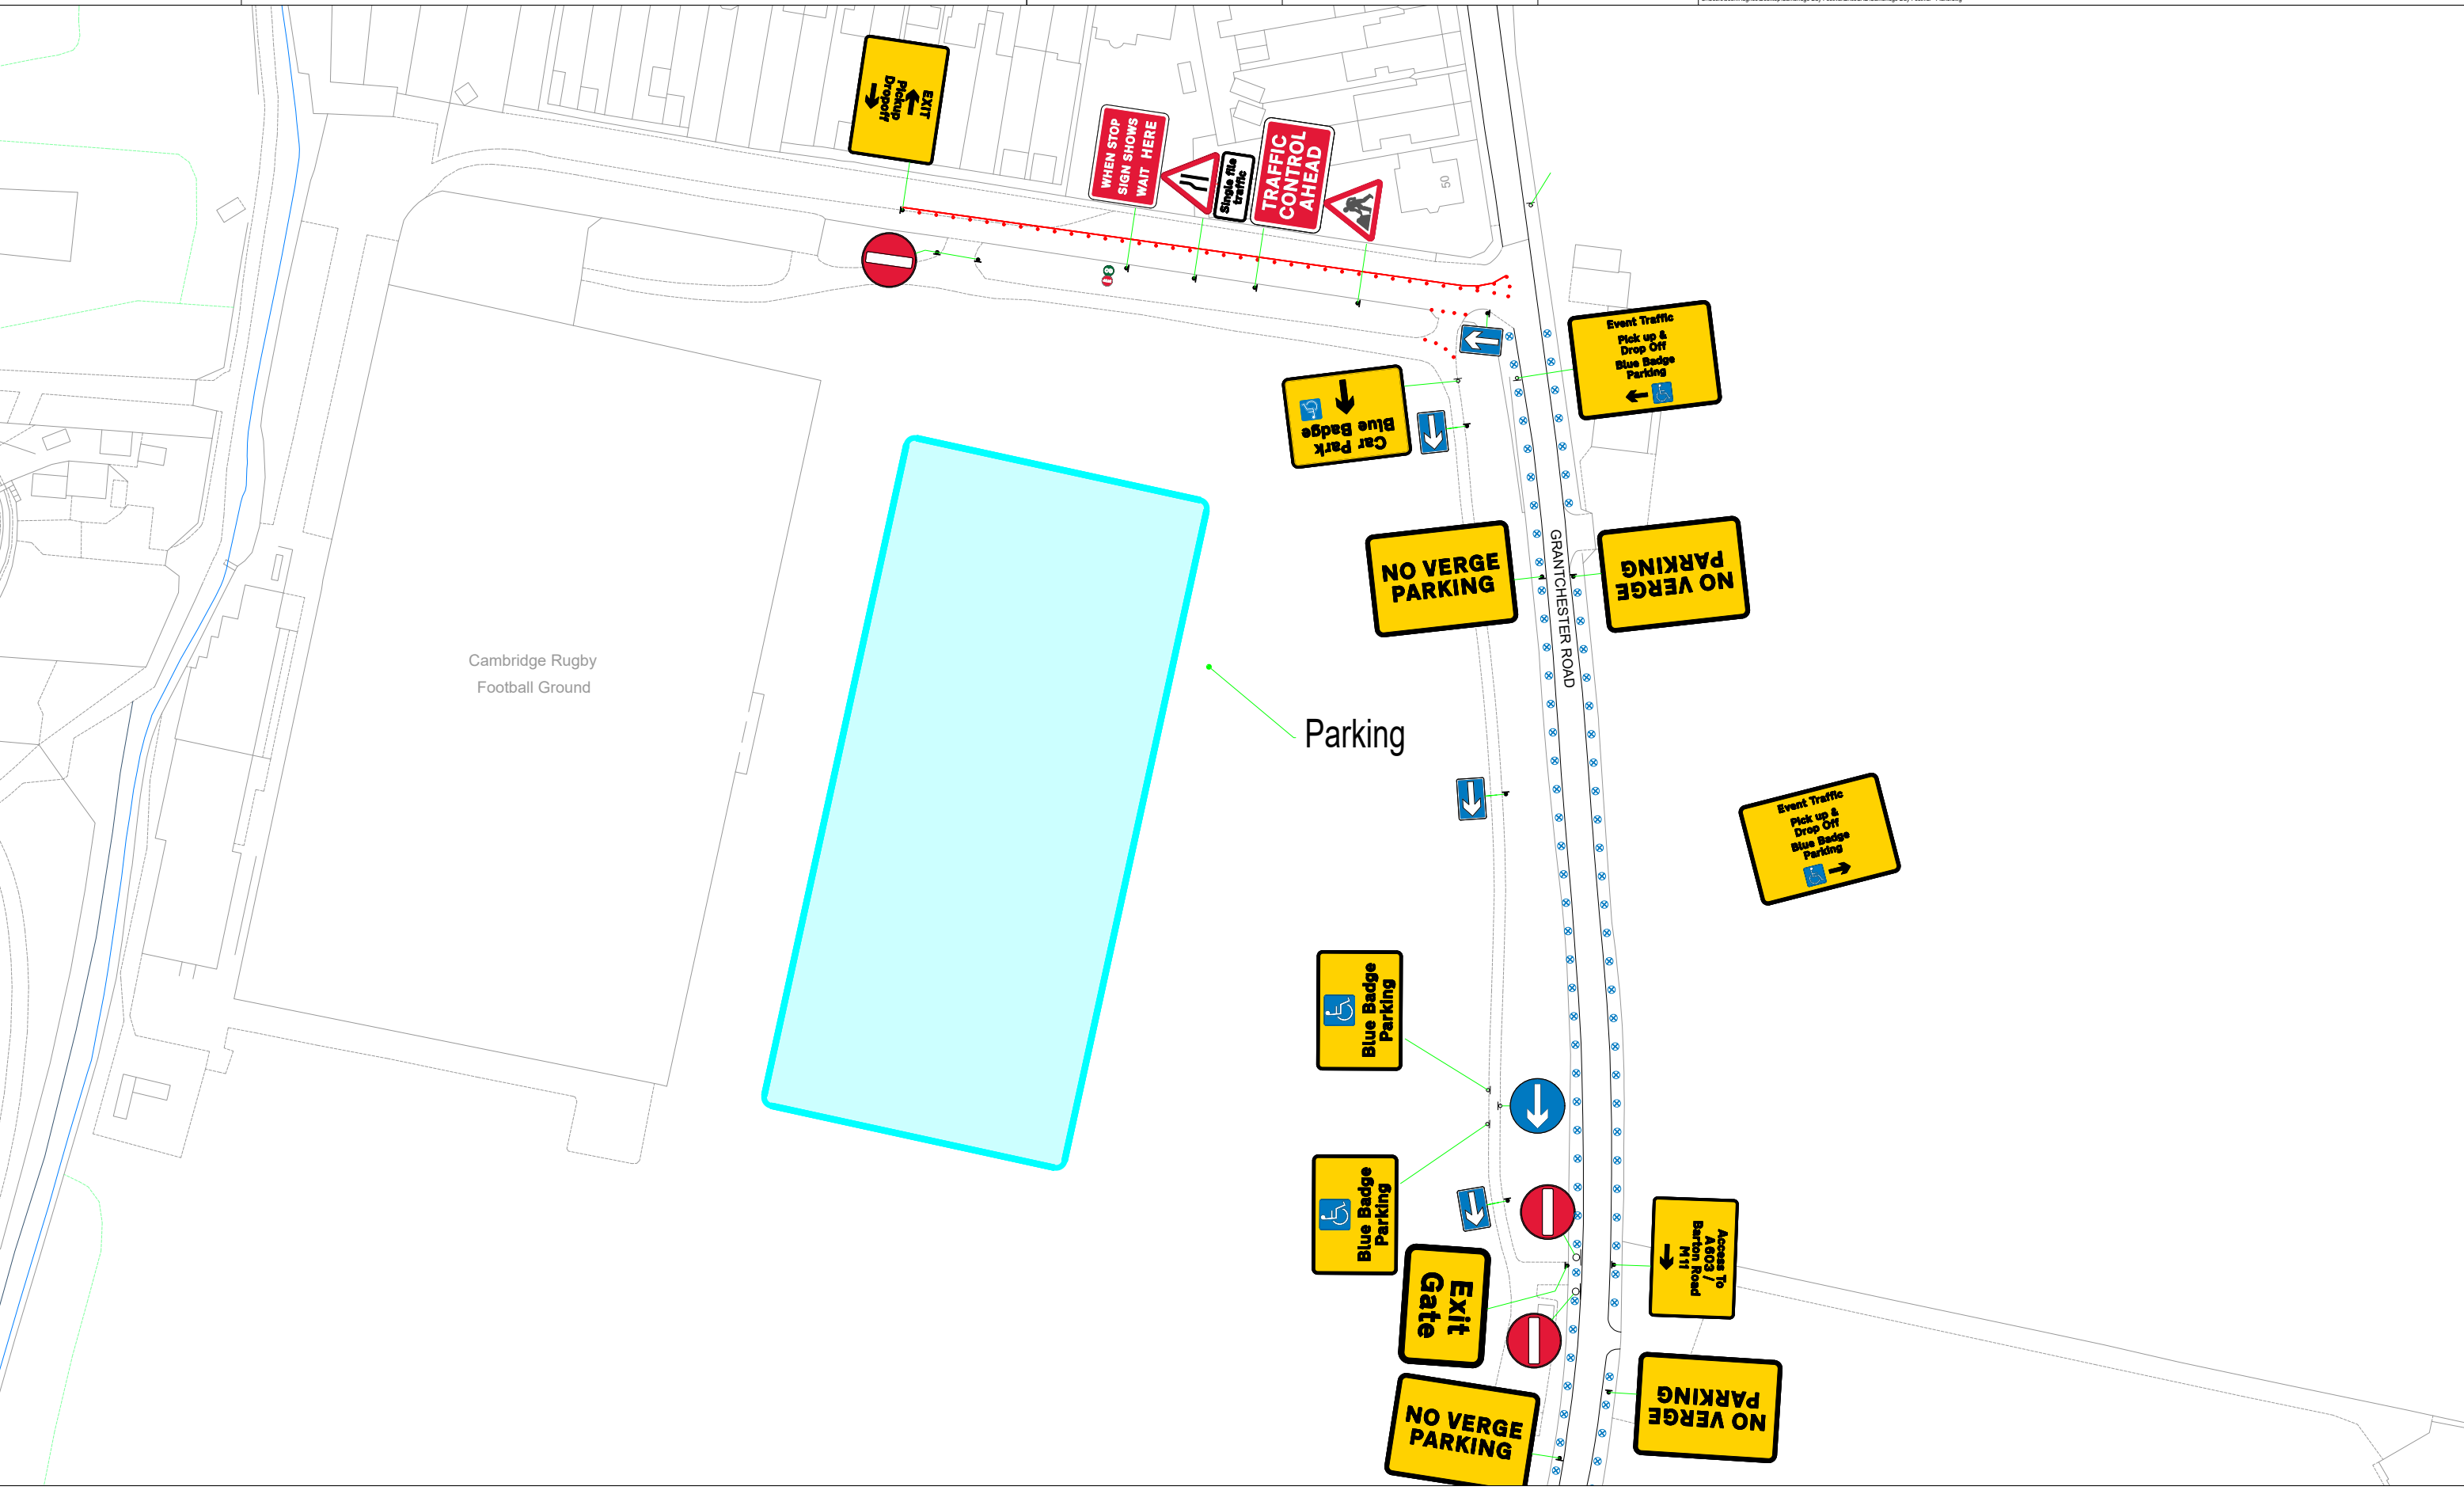 EXIT
Pickup
Dropoff
WHEN STOP
SIGN SHOWS
WAIT HERE
Single file
traffic
TRAFFIC
CONTROL
AHEAD
50
Event Traffic
Pick up &
Drop Off
Blue Badge
Parking
Car Park
Blue Badge
NO VERGE
PARKING
NO VERGE
PARKING
GRANTCHESTER ROAD
Cambridge Rugby
Football Ground
Parking
Event Traffic
Pick up &
Drop Off
Blue Badge
Parking
Blue Badge
Parking
Blue Badge
Parking
Exit
Gate
Access To
A603 /
Barton Road
M11
NO VERGE
PARKING
NO VERGE
PARKING